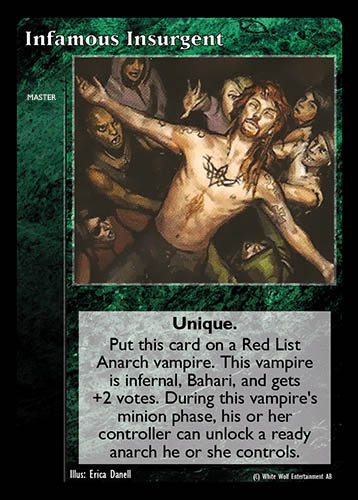 Infamous Insurgent
MASTER
Unique.
Put this card on a Red List
Anarch vampire. This vampire
is infernal, Bahari, and gets
+2 votes. During this vampire's
minion phase, his or her
controller can unlock a ready
anarch he or she controls.
Illus: Erica Danell
(C) White Wolf Entertainment AB